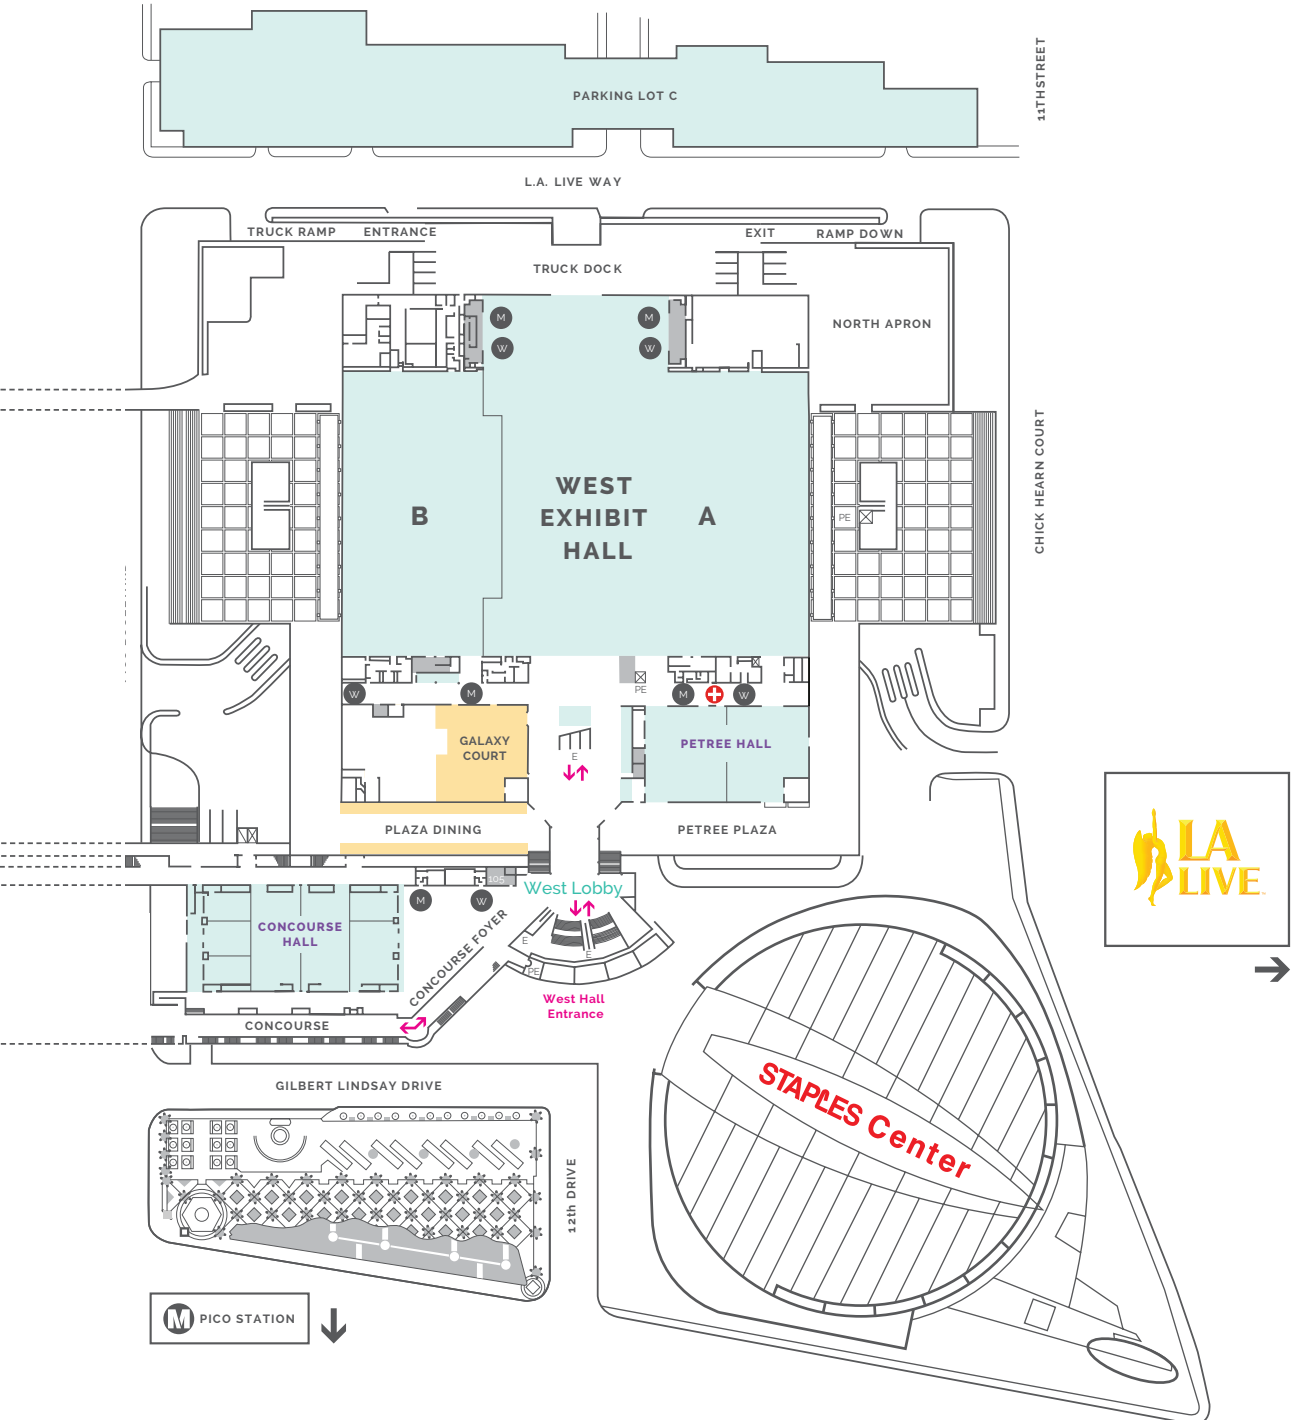 PARKING LOT C
11TH STREET
L.A. LIVE WAY
TRUCK RAMP
ENTRANCE
EXIT
RAMP DOWN
TRUCK DOCK
NORTH APRON
M
M
W
W
CHICK HEARN COURT
WEST
EXHIBIT
HALL
B
A
PE
PE
W
M
M
W
GALAXY
COURT
PETREE HALL
E
PLAZA DINING
PETREE PLAZA
LA
LIVE
105
West Lobby
M
W
CONCOURSE
HALL
CONCOURSE FOYER
E
E
PE
West Hall
Entrance
CONCOURSE
STAPLES Center
GILBERT LINDSAY DRIVE
12th DRIVE
M PICO STATION